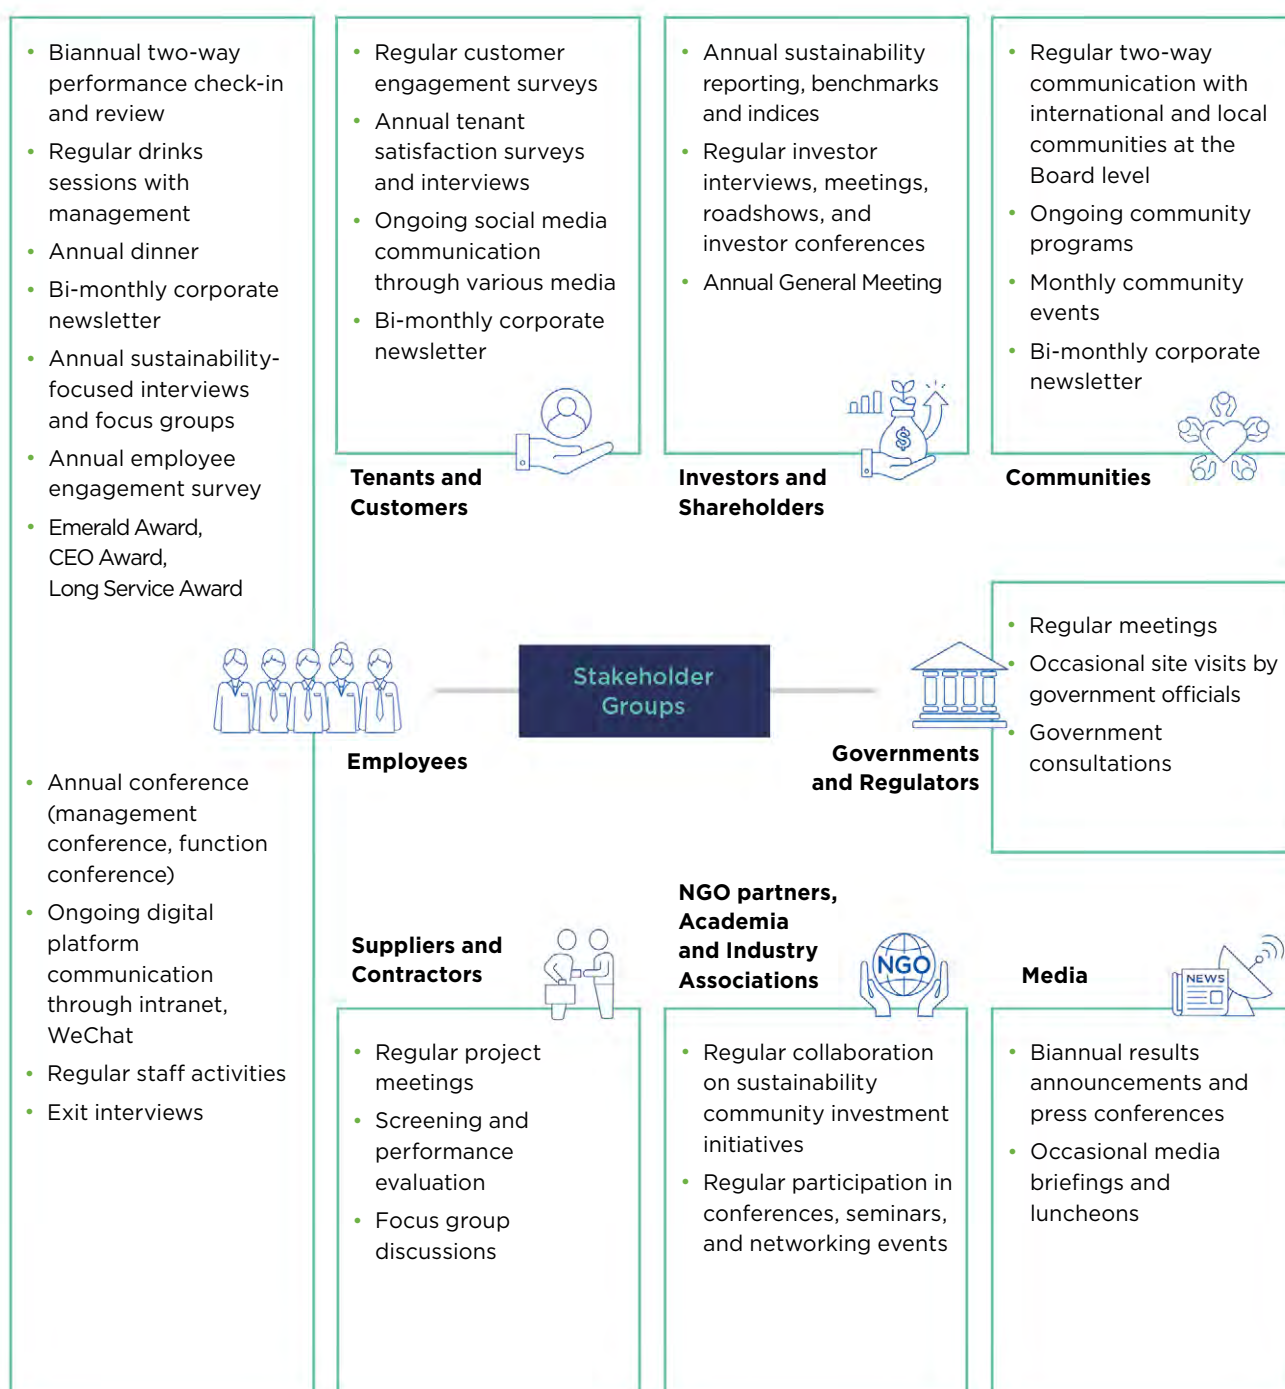 • Biannual two-way
performance check-in
and review
• Regular drinks
sessions with
management
• Annual dinner
• Bi-monthly corporate
newsletter
• Annual sustainability-
focused interviews
and focus groups
• Annual employee
engagement survey
• Emerald Award,
CEO Award,
Long Service Award
• Annual conference
(management
conference, function
conference)
• Ongoing digital
platform
communication
through intranet,
WeChat
• Regular staff activities
• Exit interviews
Employees
• Regular customer
engagement surveys
• Annual tenant
satisfaction surveys
and interviews
• Ongoing social media
communication
through various media
• Bi-monthly corporate
newsletter
Tenants and
Customers
• Annual sustainability
reporting, benchmarks
and indices
• Regular investor
interviews, meetings,
roadshows, and
investor conferences
• Annual General Meeting
$
Investors and
Shareholders
• Regular two-way
communication with
international and local
communities at the
Board level
• Ongoing community
programs
• Monthly community
events
• Bi-monthly corporate
newsletter
Communities
Stakeholder
Groups
Governments
and Regulators
• Regular meetings
• Occasional site visits by
government officials
• Government
consultations
Suppliers and
Contractors
• Regular project
meetings
• Screening and
performance
evaluation
• Focus group
discussions
NGO partners,
Academia
and Industry
Associations
NGO
• Regular collaboration
on sustainability
community investment
initiatives
• Regular participation in
conferences, seminars,
and networking events
Media
NEWS
• Biannual results
announcements and
press conferences
• Occasional media
briefings and
luncheons